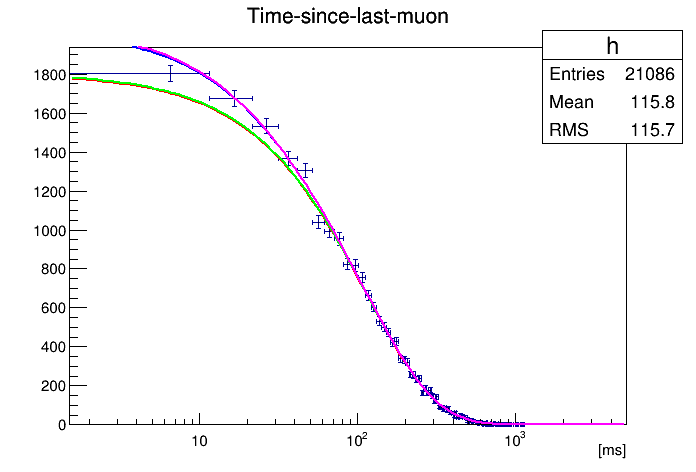 Time-since-last-muon
h
Entries 21086
Mean 115.8
RMS 115.7
1800
1600
1400
1200
1000
800
600
400
200
0
10 10² 10³
[ms]